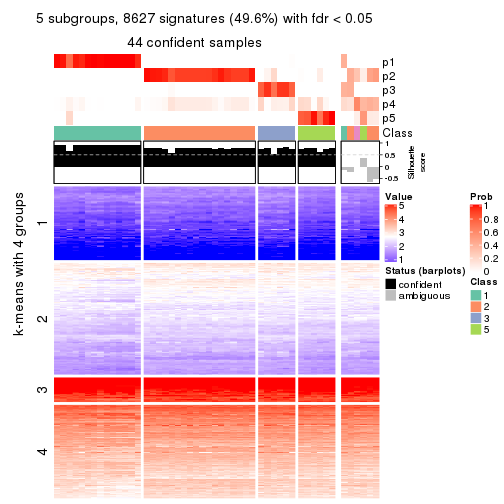 5 subgroups, 8627 signatures (49.6%) with fdr < 0.05
44 confident samples
p1
p2
p3
p4
p5
Class
1
0.5
0
-0.5
Silhouette
score
k-means with 4 groups
1
2
3
4
Value
5
4
3
2
1
Status (barplots)
confident
ambiguous
Prob
1
0.8
0.6
0.4
0.2
0
Class
1
2
3
5